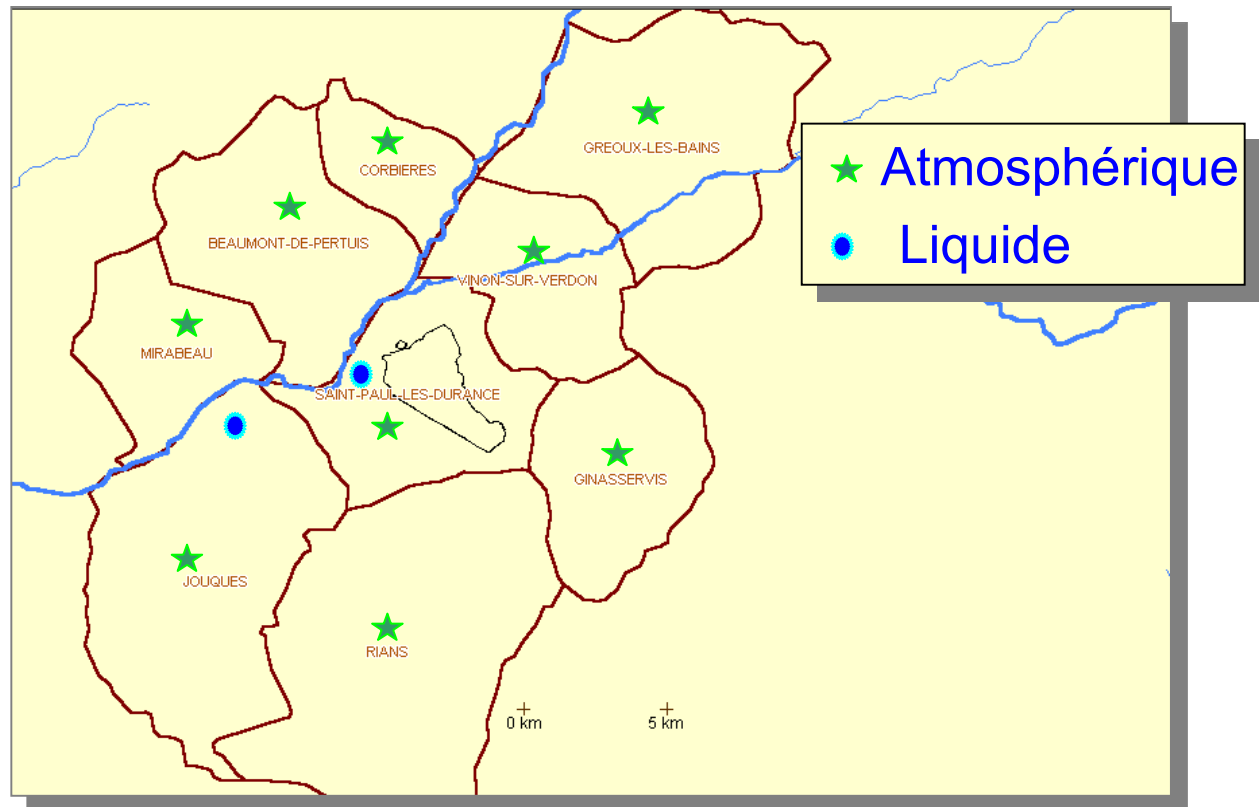 GREOUX-LES-BAINS
CORBIERES
BEAUMONT-DE-PERTUIS
VINON-SUR-VERDON
MIRABEAU
SAINT-PAUL-LES-DURANCE
GINASSERVIS
JOUQUES
RIANS
0 km
5 km
Atmosphérique
Liquide